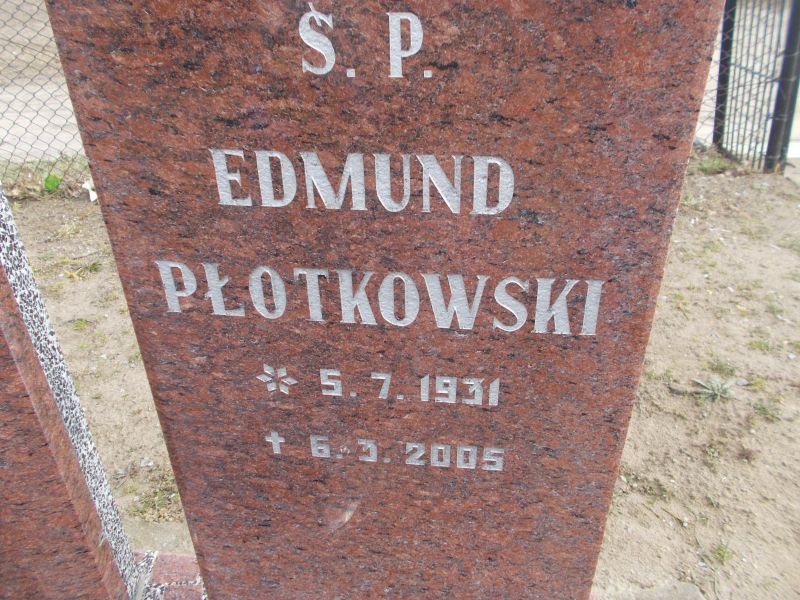 Ś. P.
EDMUND
PŁOTKOWSKI
* 5. 7. 1931
✝ 6. 3. 2005